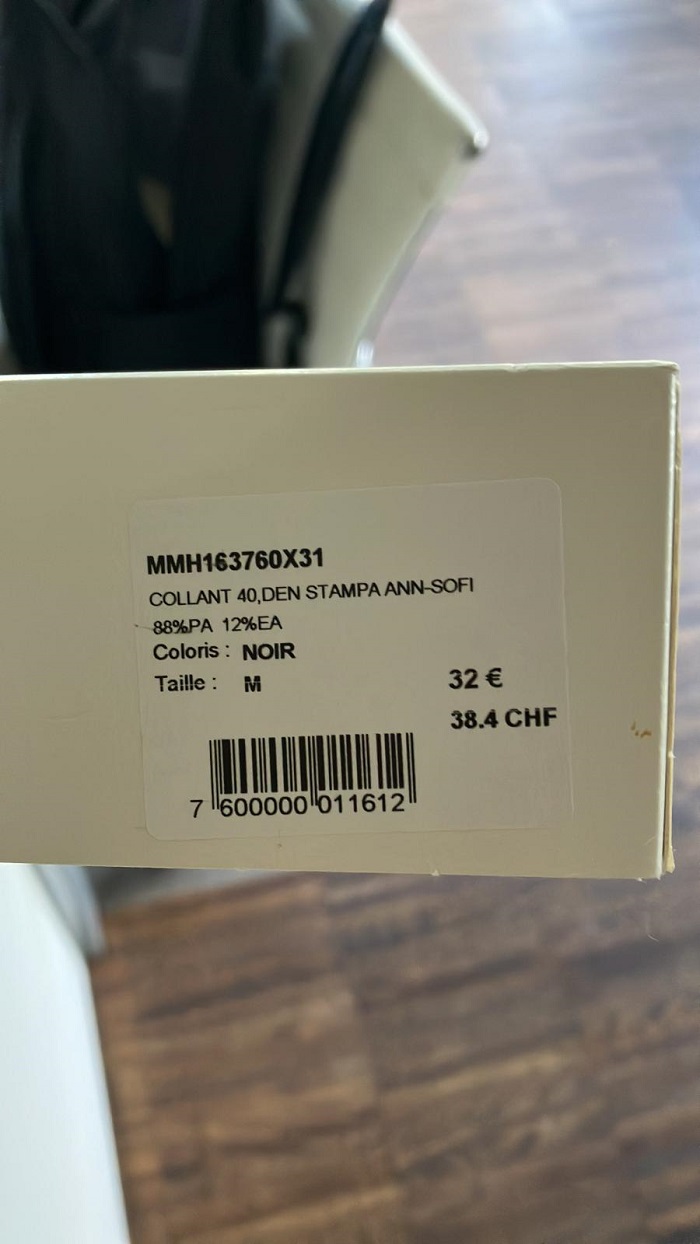 MMH163760X31
COLLANT 40,DEN STAMPA ANN-SOFI
88%PA 12%EA
Coloris : NOIR
Taille : M
32 €
38.4 CHF
7 600000 011612